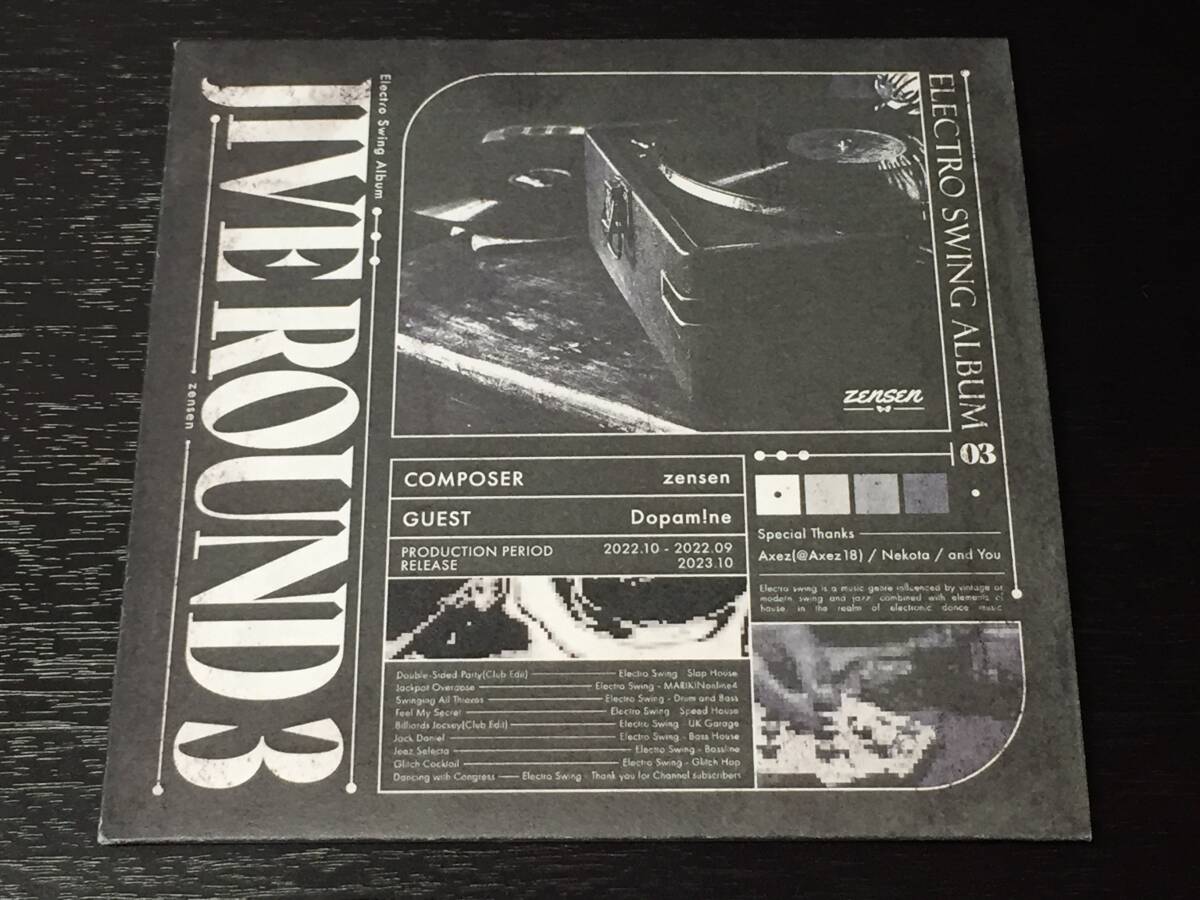 JIVEROUND 3
zensen
Electro Swing Album
ELECTRO SWING ALBUM
03
zensen
COMPOSER zensen
GUEST Dopam!ne
PRODUCTION PERIOD 2022.10 - 2022.09
RELEASE 2023.10
Special Thanks
Axez(@Axez18) / Nekota / and You
Electro swing is a music genre influenced by vintage or
modern swing and jazz combined with elements of
house, in the realm of electronic dance music
Double-Sided Party(Club Edit) Electro Swing - Slap House
Jackpot Overdose Electro Swing - MARIKINonline4
Swinging All Thieves Electro Swing - Drum and Bass
Feel My Secret Electro Swing - Speed House
Billiards Jocksey(Club Edit) Electro Swing - UK Garage
Jack Daniel Electro Swing - Bass House
Jeez Selecta Electro Swing - Bassline
Glitch Cocktail Electro Swing - Glitch Hop
Dancing with Congress Electro Swing - Thank you for Channel subscribers